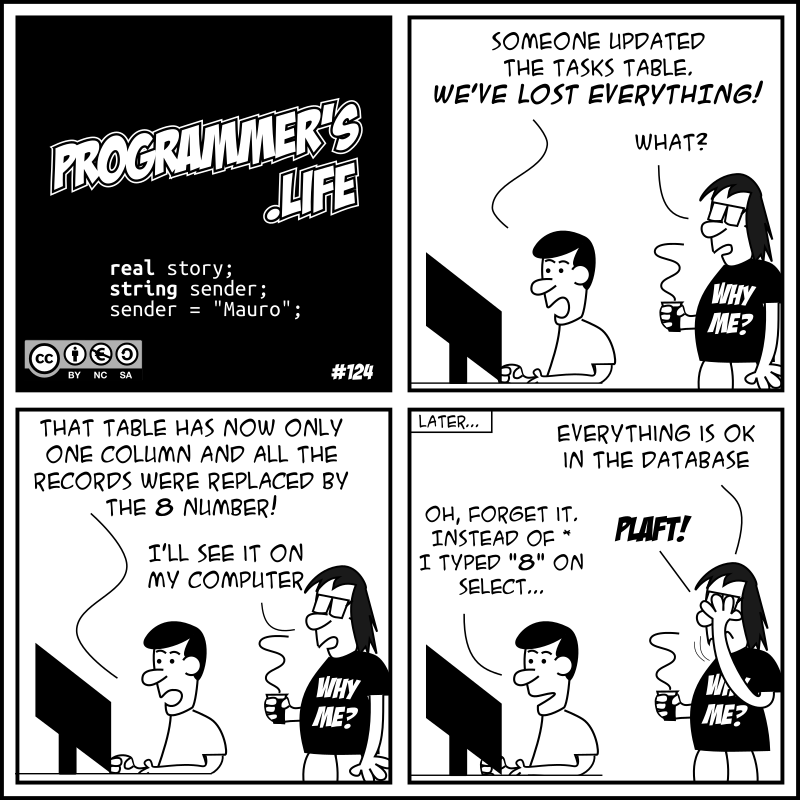 PROGRAMMER'S
.LIFE
real story;
string sender;
sender = "Mauro";
cc
BY NC SA
#124
SOMEONE UPDATED
THE TASKS TABLE.
WE'VE LOST EVERYTHING!
WHAT?
WHY
ME?
THAT TABLE HAS NOW ONLY
ONE COLUMN AND ALL THE
RECORDS WERE REPLACED BY
THE 8 NUMBER!
I'LL SEE IT ON
MY COMPUTER
WHY
ME?
LATER...
EVERYTHING IS OK
IN THE DATABASE
OH, FORGET IT.
INSTEAD OF *
I TYPED "8" ON
SELECT...
PLAFT!
WHY
ME?